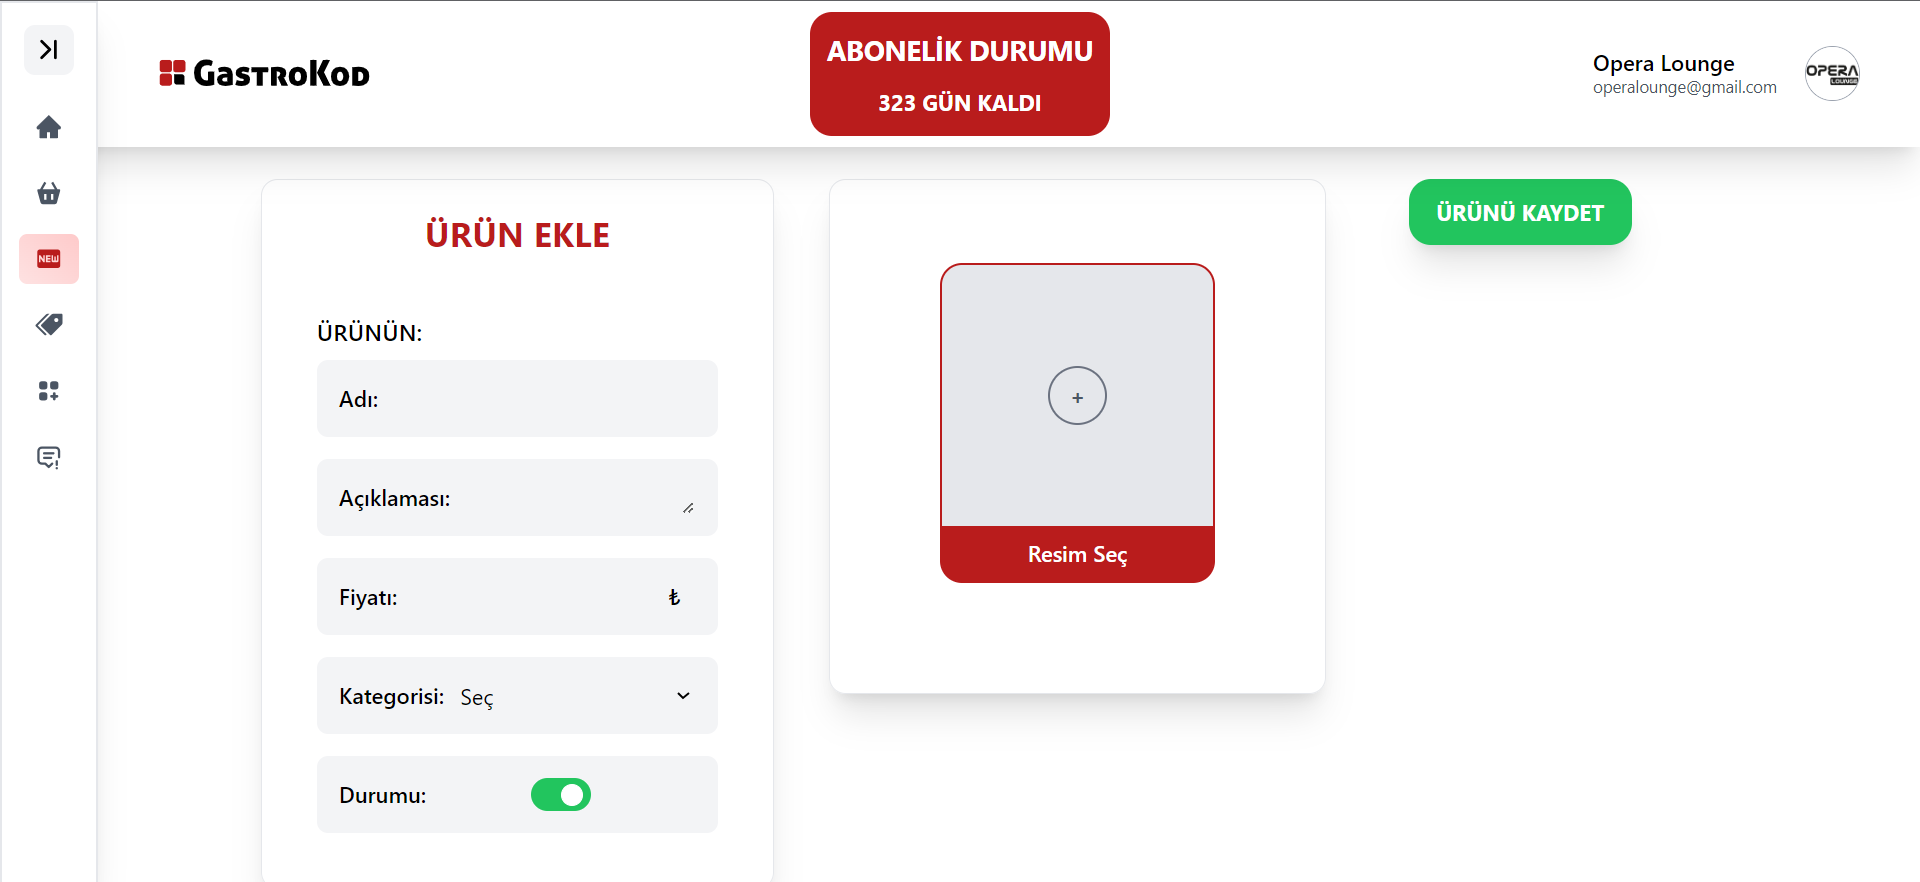 GASTROKOD
ABONELİK DURUMU
323 GÜN KALDI
Opera Lounge
operalounge@gmail.com
OPERA
LOUNGE
NEW
ÜRÜN EKLE
ÜRÜNÜN:
Adı:
Açıklaması:
Fiyatı: ₺
Kategorisi: Seç
Durumu:
+
Resim Seç
ÜRÜNÜ KAYDET